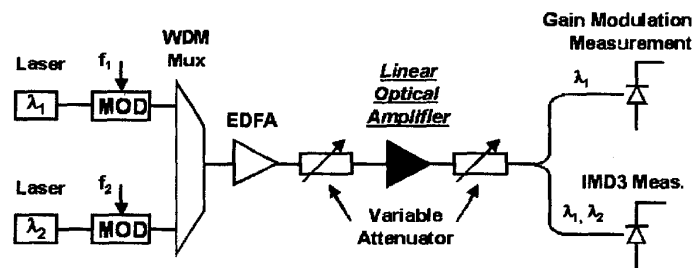 Gain Modulation
Measurement
WDM
Mux
Laser
f1
λ1
MOD
Linear
Optical
Amplifier
λ1
EDFA
Laser
f2
λ2
MOD
Variable
Attenuator
IMD3 Meas.
λ1, λ2